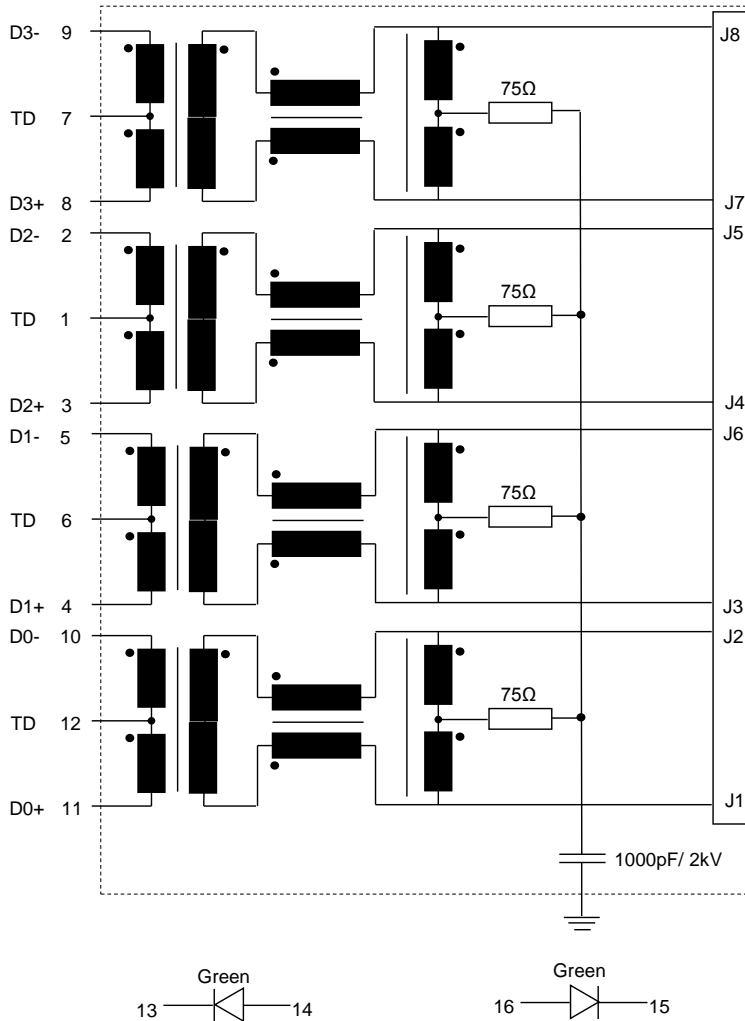 D3- 9 J8
75Ω
TD 7
D3+ 8 J7
D2- 2 J5
75Ω
TD 1
D2+ 3 J4
D1- 5 J6
75Ω
TD 6
D1+ 4 J3
D0- 10 J2
75Ω
TD 12
D0+ 11 J1
1000pF/ 2kV
Green Green
13 14 16 15